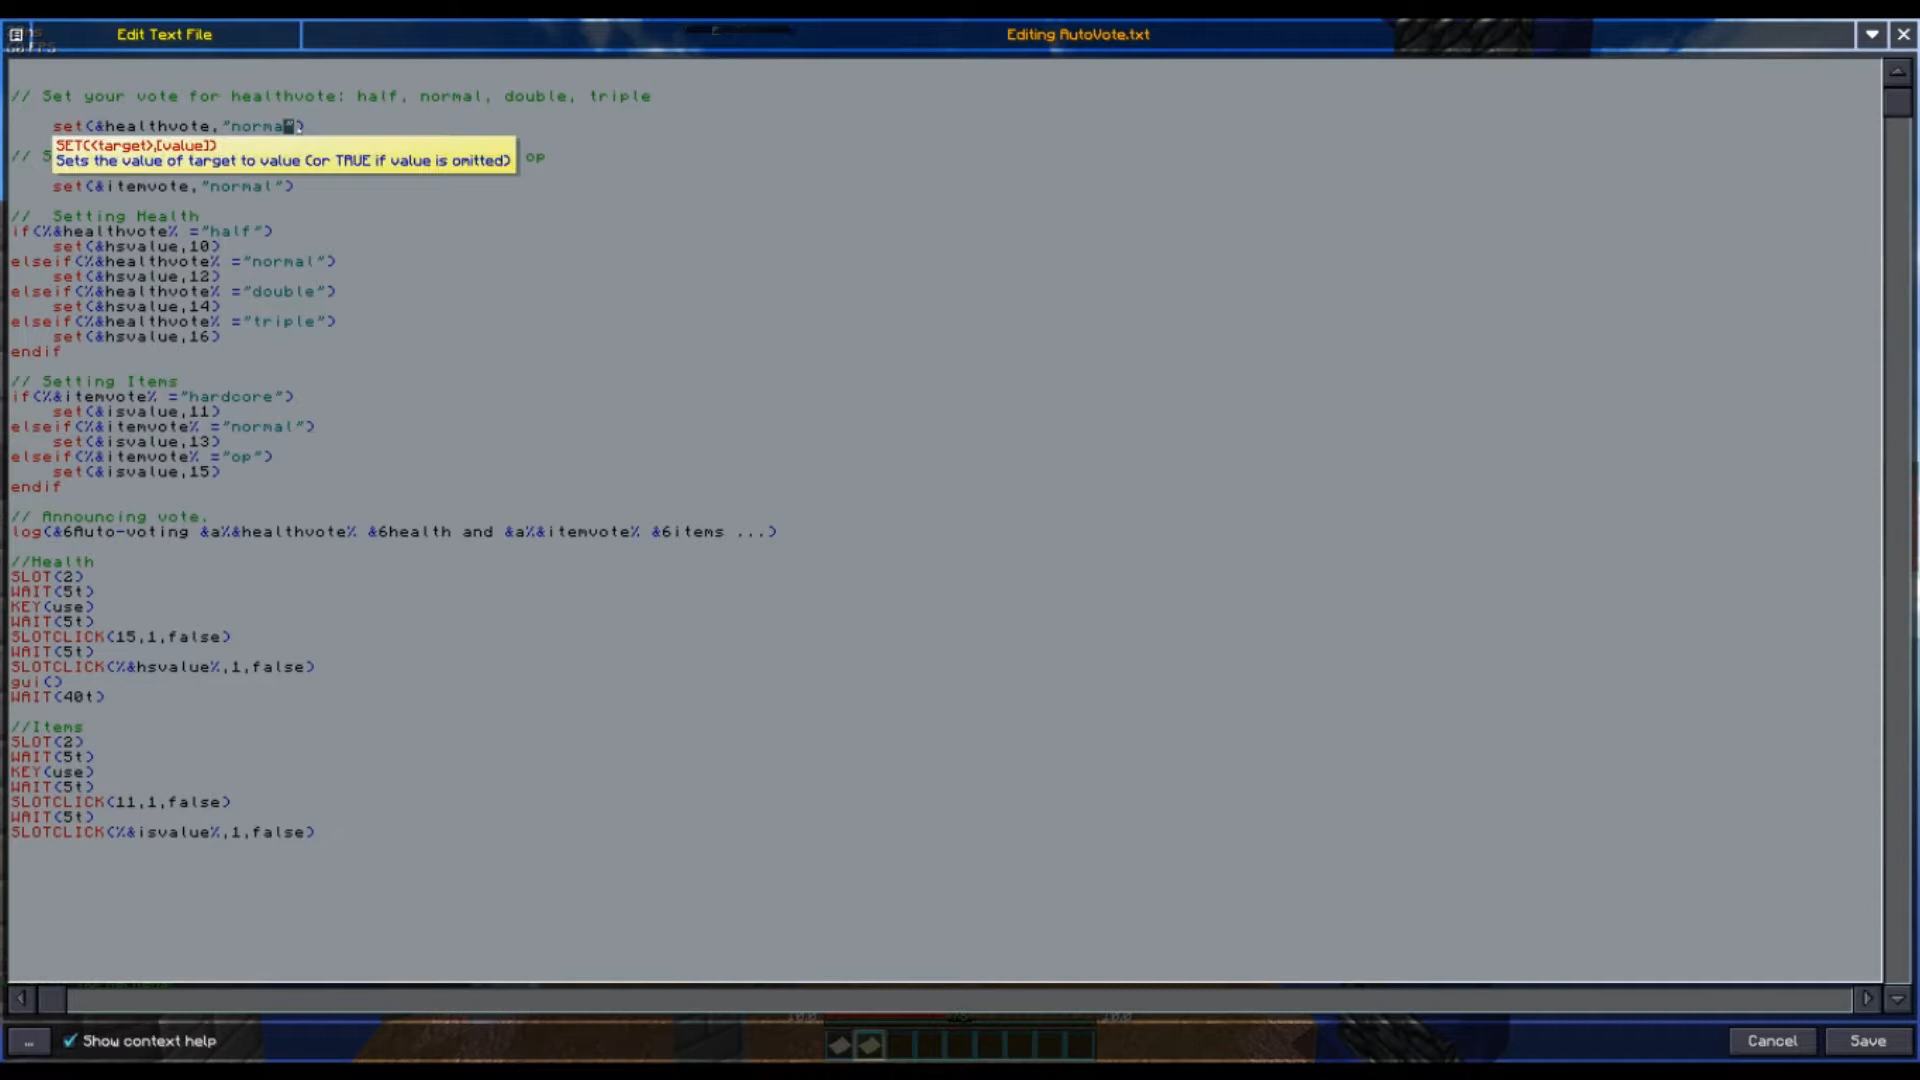 Edit Text File
Editing AutoVote.txt
// Set your vote for healthvote: half, normal, double, triple
set(&healthvote,"norma")
SET(<target>,[value])
Sets the value of target to value (or TRUE if value is omitted)
// S op
set(&itemvote,"normal")
//  Setting Health
if(%&healthvote% ="half")
set(&hsvalue,10)
elseif(%&healthvote% ="normal")
set(&hsvalue,12)
elseif(%&healthvote% ="double")
set(&hsvalue,14)
elseif(%&healthvote% ="triple")
set(&hsvalue,16)
endif
// Setting Items
if(%&itemvote% ="hardcore")
set(&isvalue,11)
elseif(%&itemvote% ="normal")
set(&isvalue,13)
elseif(%&itemvote% ="op")
set(&isvalue,15)
endif
// Announcing vote.
log(&6Auto-voting &a%&healthvote% &6health and &a%&itemvote% &6items ...)
//Health
SLOT(2)
WAIT(5t)
KEY(use)
WAIT(5t)
SLOTCLICK(15,1,false)
WAIT(5t)
SLOTCLICK(%&hsvalue%,1,false)
gui()
WAIT(40t)
//Items
SLOT(2)
WAIT(5t)
KEY(use)
WAIT(5t)
SLOTCLICK(11,1,false)
WAIT(5t)
SLOTCLICK(%&isvalue%,1,false)
...
Show context help
Cancel
Save